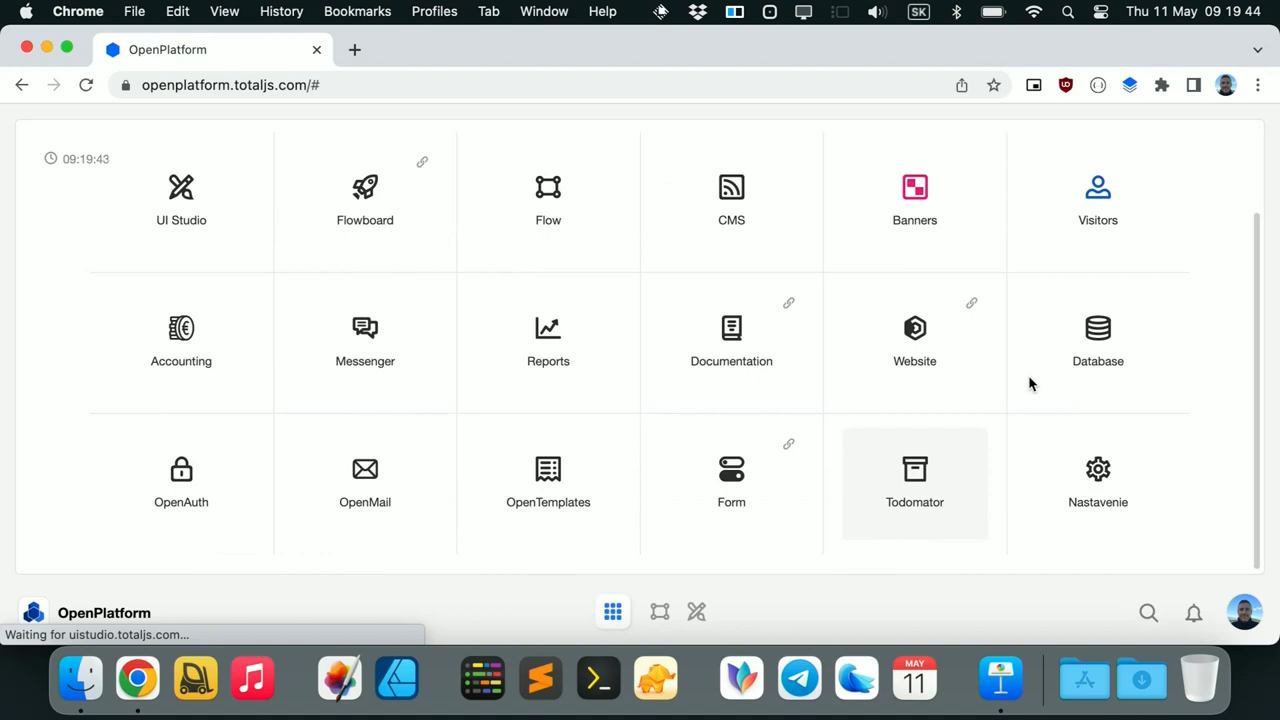 Chrome File Edit View History Bookmarks Profiles Tab Window Help SK Thu 11 May 09 19 44
OpenPlatform
openplatform.totaljs.com/#
09:19:43
UI Studio Flowboard Flow CMS Banners Visitors
Accounting Messenger Reports Documentation Website Database
OpenAuth OpenMail OpenTemplates Form Todomator Nastavenie
OpenPlatform
Waiting for uistudio.totaljs.com...
MAY
11